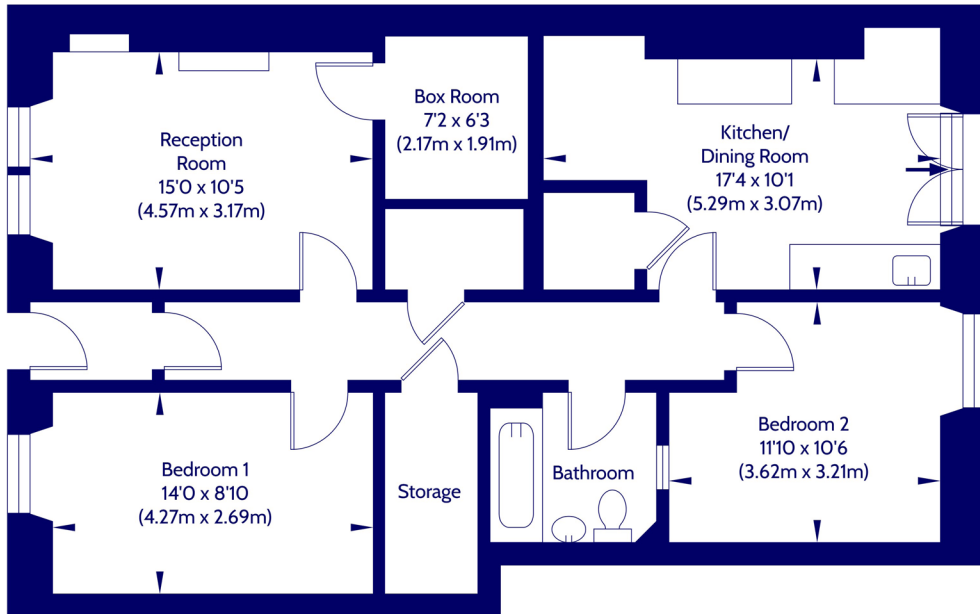 Reception
Room
15'0 x 10'5
(4.57m x 3.17m)
Box Room
7'2 x 6'3
(2.17m x 1.91m)
Kitchen/
Dining Room
17'4 x 10'1
(5.29m x 3.07m)
Bedroom 1
14'0 x 8'10
(4.27m x 2.69m)
Storage
Bathroom
Bedroom 2
11'10 x 10'6
(3.62m x 3.21m)